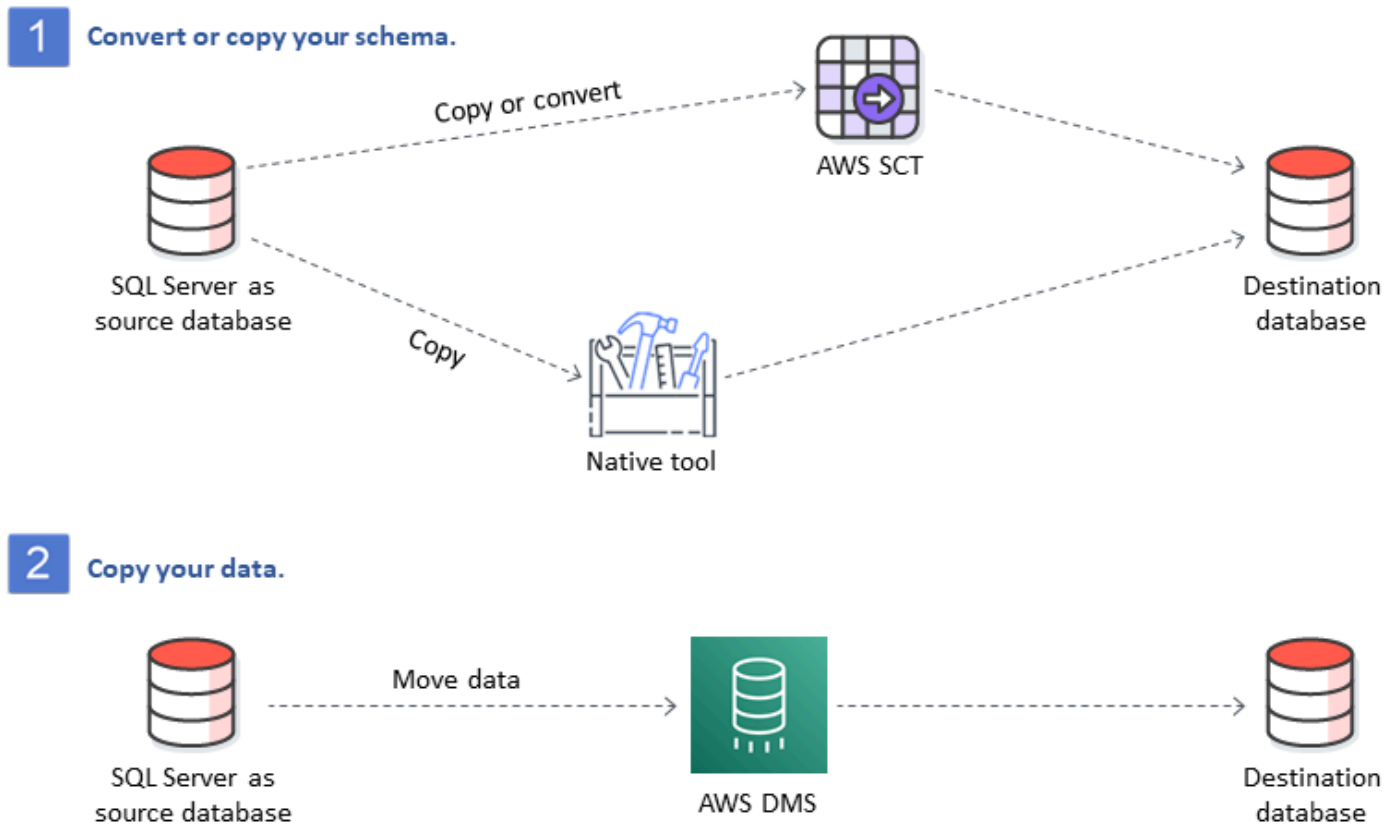 1 Convert or copy your schema.
Copy or convert
AWS SCT
SQL Server as
source database
Destination
database
Copy
Native tool
2 Copy your data.
Move data
SQL Server as
source database
AWS DMS
Destination
database